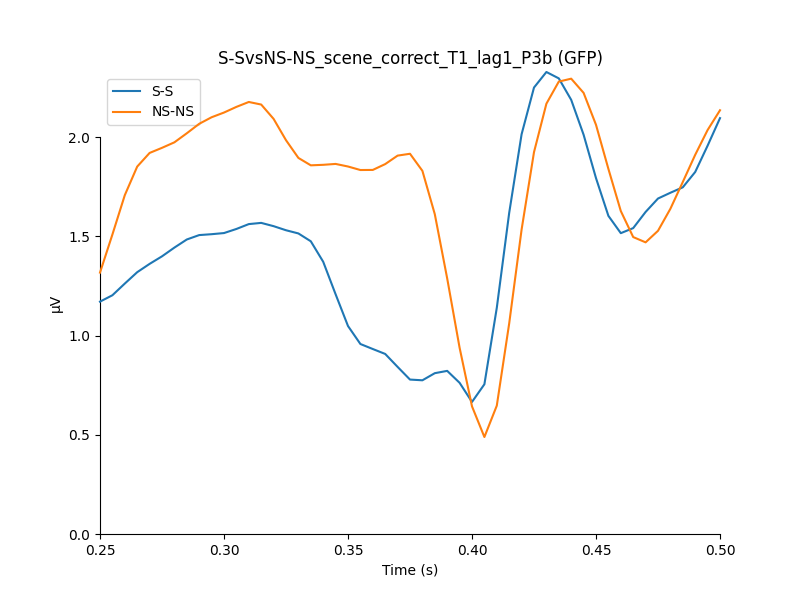 S-SvsNS-NS_scene_correct_T1_lag1_P3b (GFP)
S-S
NS-NS
2.0
1.5
1.0
0.5
0.0
µV
0.25 0.30 0.35 0.40 0.45 0.50
Time (s)